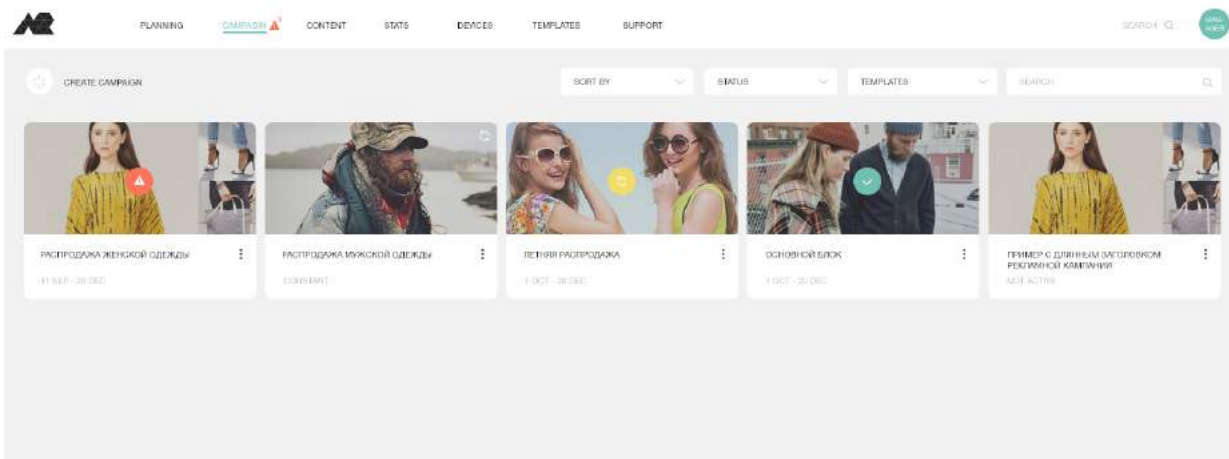 PLANNING
CAMPAGIN
CONTENT
STATS
DEVICES
TEMPLATES
SUPPORT
SEARCH
CREATE CAMPAIGN
SORT BY
STATUS
TEMPLATES
SEARCH
РАСПРОДАЖА ЖЕНСКОЙ ОДЕЖДЫ
11 SEP - 20 DEC
РАСПРОДАЖА МУЖСКОЙ ОДЕЖДЫ
CONSTANT
ЛЕТНЯЯ РАСПРОДАЖА
1 OCT - 20 DEC
ОСНОВНОЙ БЛОК
1 OCT - 20 DEC
ПРИМЕР С ДЛИННЫМ ЗАГОЛОВКОМ
РЕКЛАМНОЙ КАМПАНИИ
NOT ACTIVE